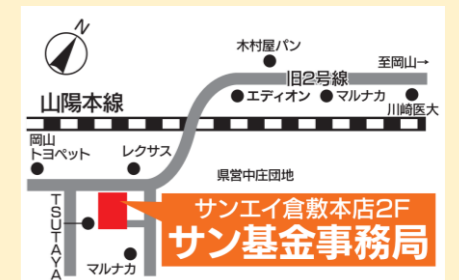 N
木村屋パン
至岡山→
旧2号線
エディオン
マルナカ
川崎医大
山陽本線
岡山
トヨペット
レクサス
県営中庄団地
TSUTAYA
サンエイ倉敷本店2F
サン基金事務局
マルナカ